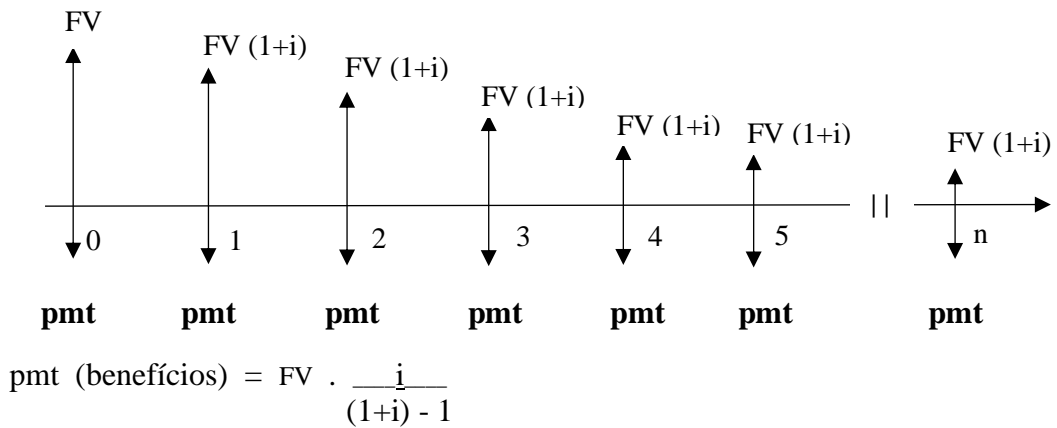 FV
FV (1+i)
FV (1+i)
FV (1+i)
FV (1+i)
FV (1+i)
FV (1+i)
||
0
1
2
3
4
5
n
pmt
pmt
pmt
pmt
pmt
pmt
pmt
pmt (benefícios) = FV . ___i___
(1+i) - 1